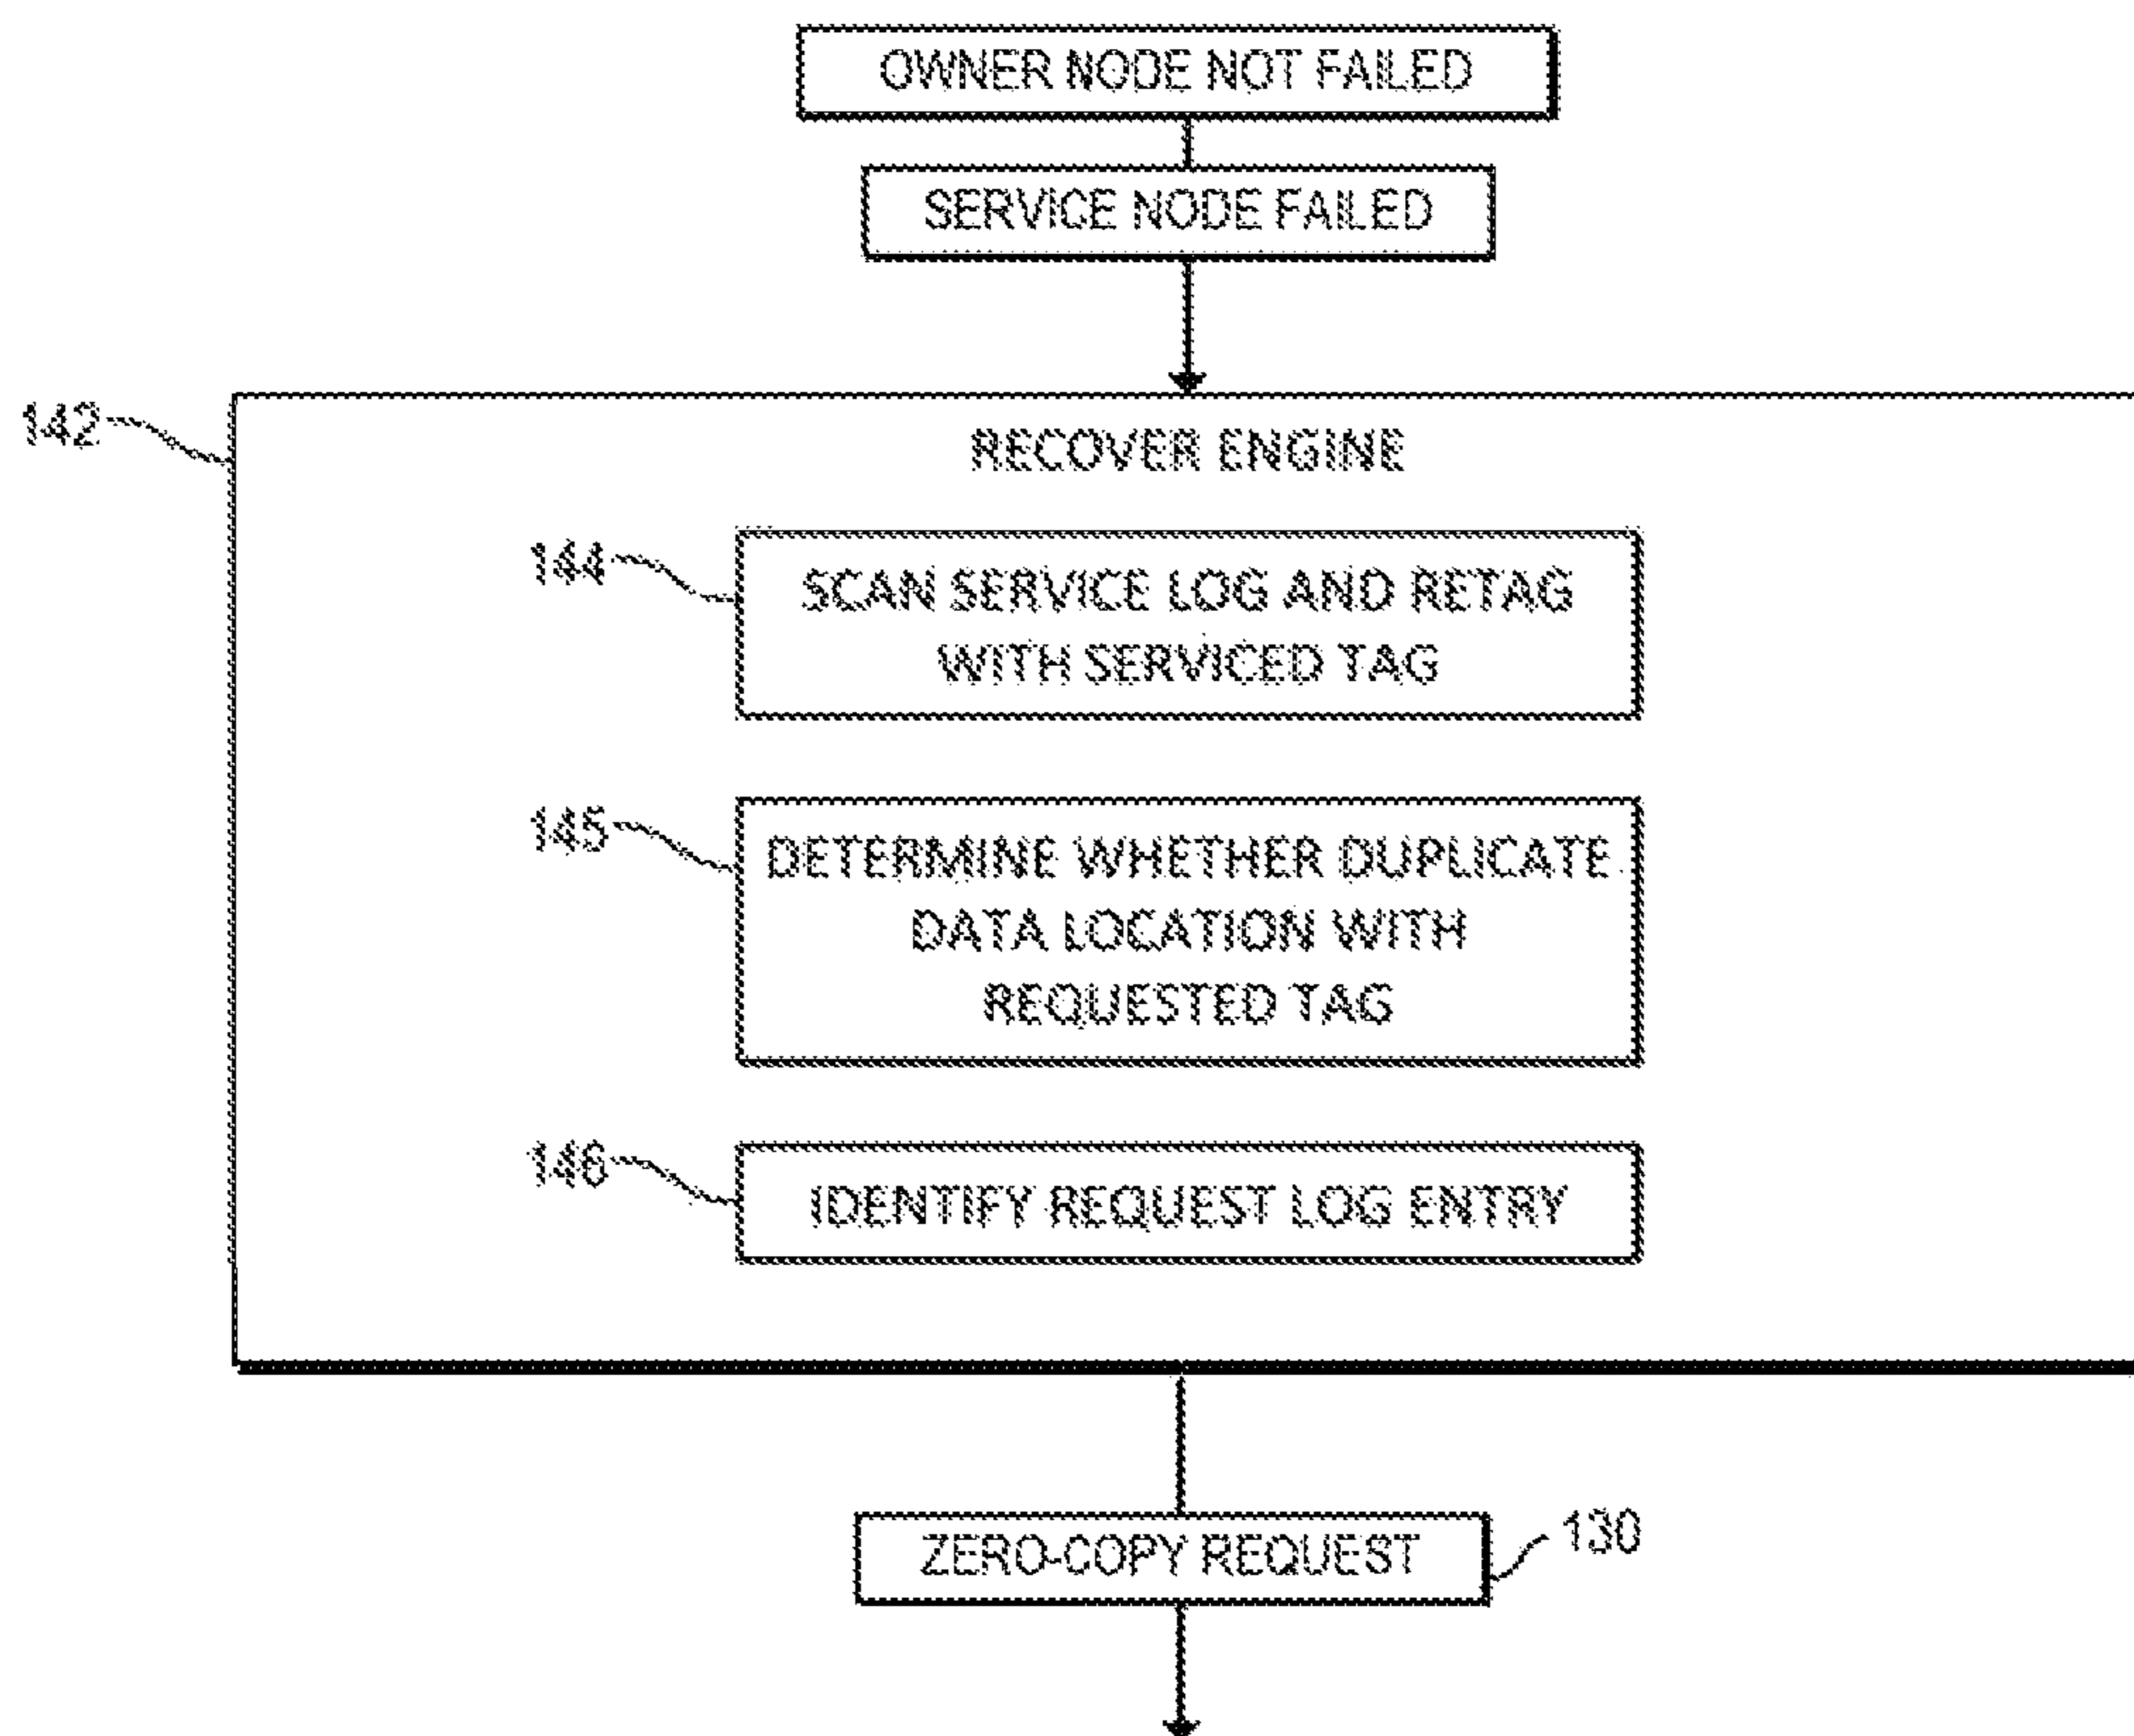 OWNER NODE NOT FAILED
SERVICE NODE FAILED
142
RECOVER ENGINE
144
SCAN SERVICE LOG AND RETAG
WITH SERVICED TAG
145
DETERMINE WHETHER DUPLICATE
DATA LOCATION WITH
REQUESTED TAG
146
IDENTIFY REQUEST LOG ENTRY
ZERO-COPY REQUEST
130